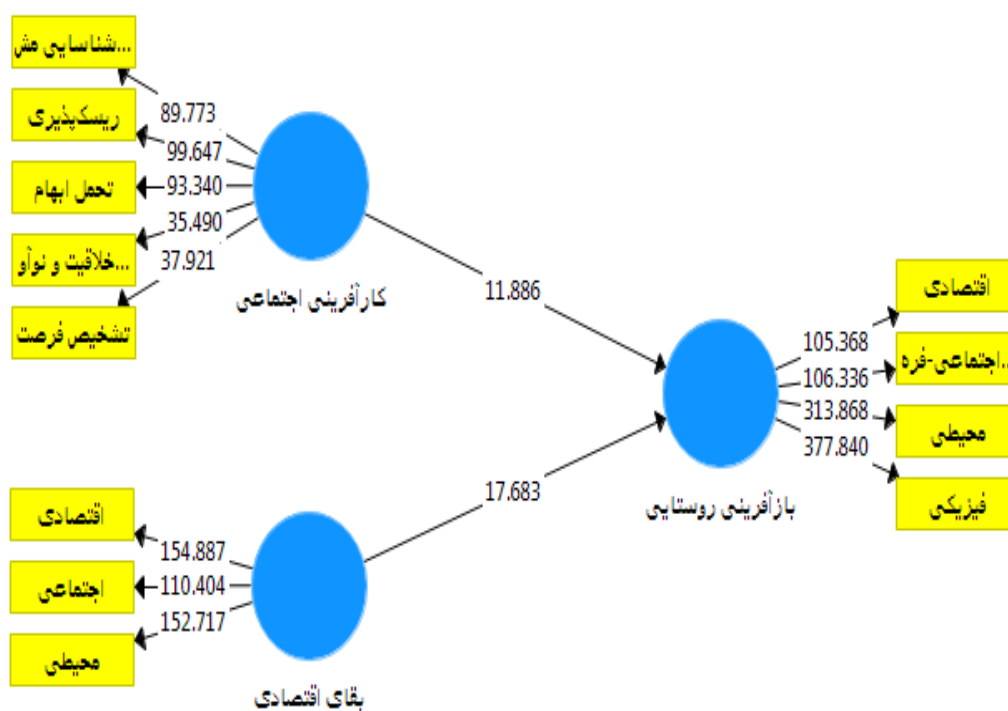 شناسایی مش...
89.773
ریسک‌پذیری
99.647
تحمل ابهام
93.340
خلاقیت و نوآو...
35.490
تشخیص فرصت
37.921
کارآفرینی اجتماعی
11.886
اقتصادی
105.368
اجتماعی-فره...
106.336
محیطی
313.868
فیزیکی
377.840
بازآفرینی روستایی
17.683
اقتصادی
154.887
اجتماعی
110.404
محیطی
152.717
بقای اقتصادی